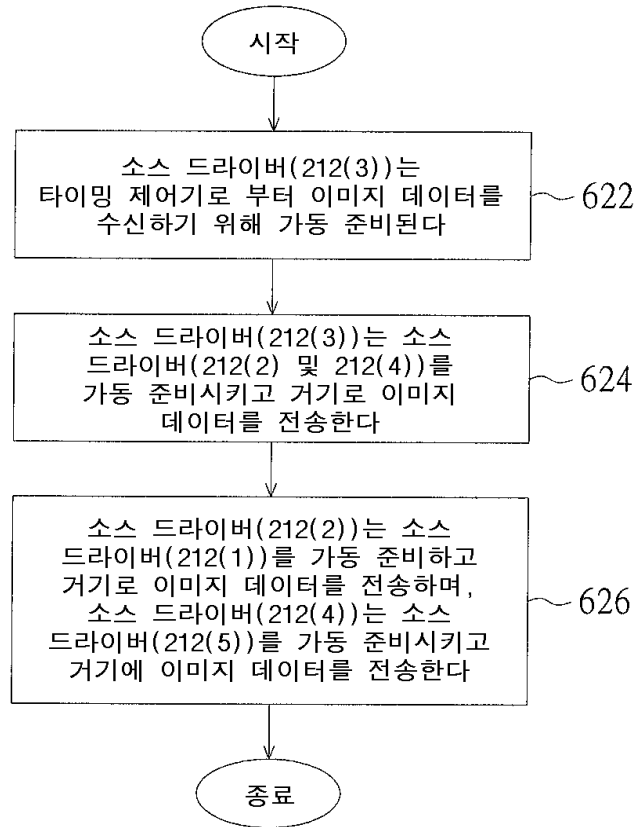 시작
소스 드라이버(212(3))는
타이밍 제어기로 부터 이미지 데이터를
수신하기 위해 가동 준비된다
622
소스 드라이버(212(3))는 소스
드라이버(212(2) 및 212(4))를
가동 준비시키고 거기로 이미지
데이터를 전송한다
624
소스 드라이버(212(2))는 소스
드라이버(212(1))를 가동 준비하고
거기로 이미지 데이터를 전송하며,
소스 드라이버(212(4))는 소스
드라이버(212(5))를 가동 준비시키고
거기에 이미지 데이터를 전송한다
626
종료